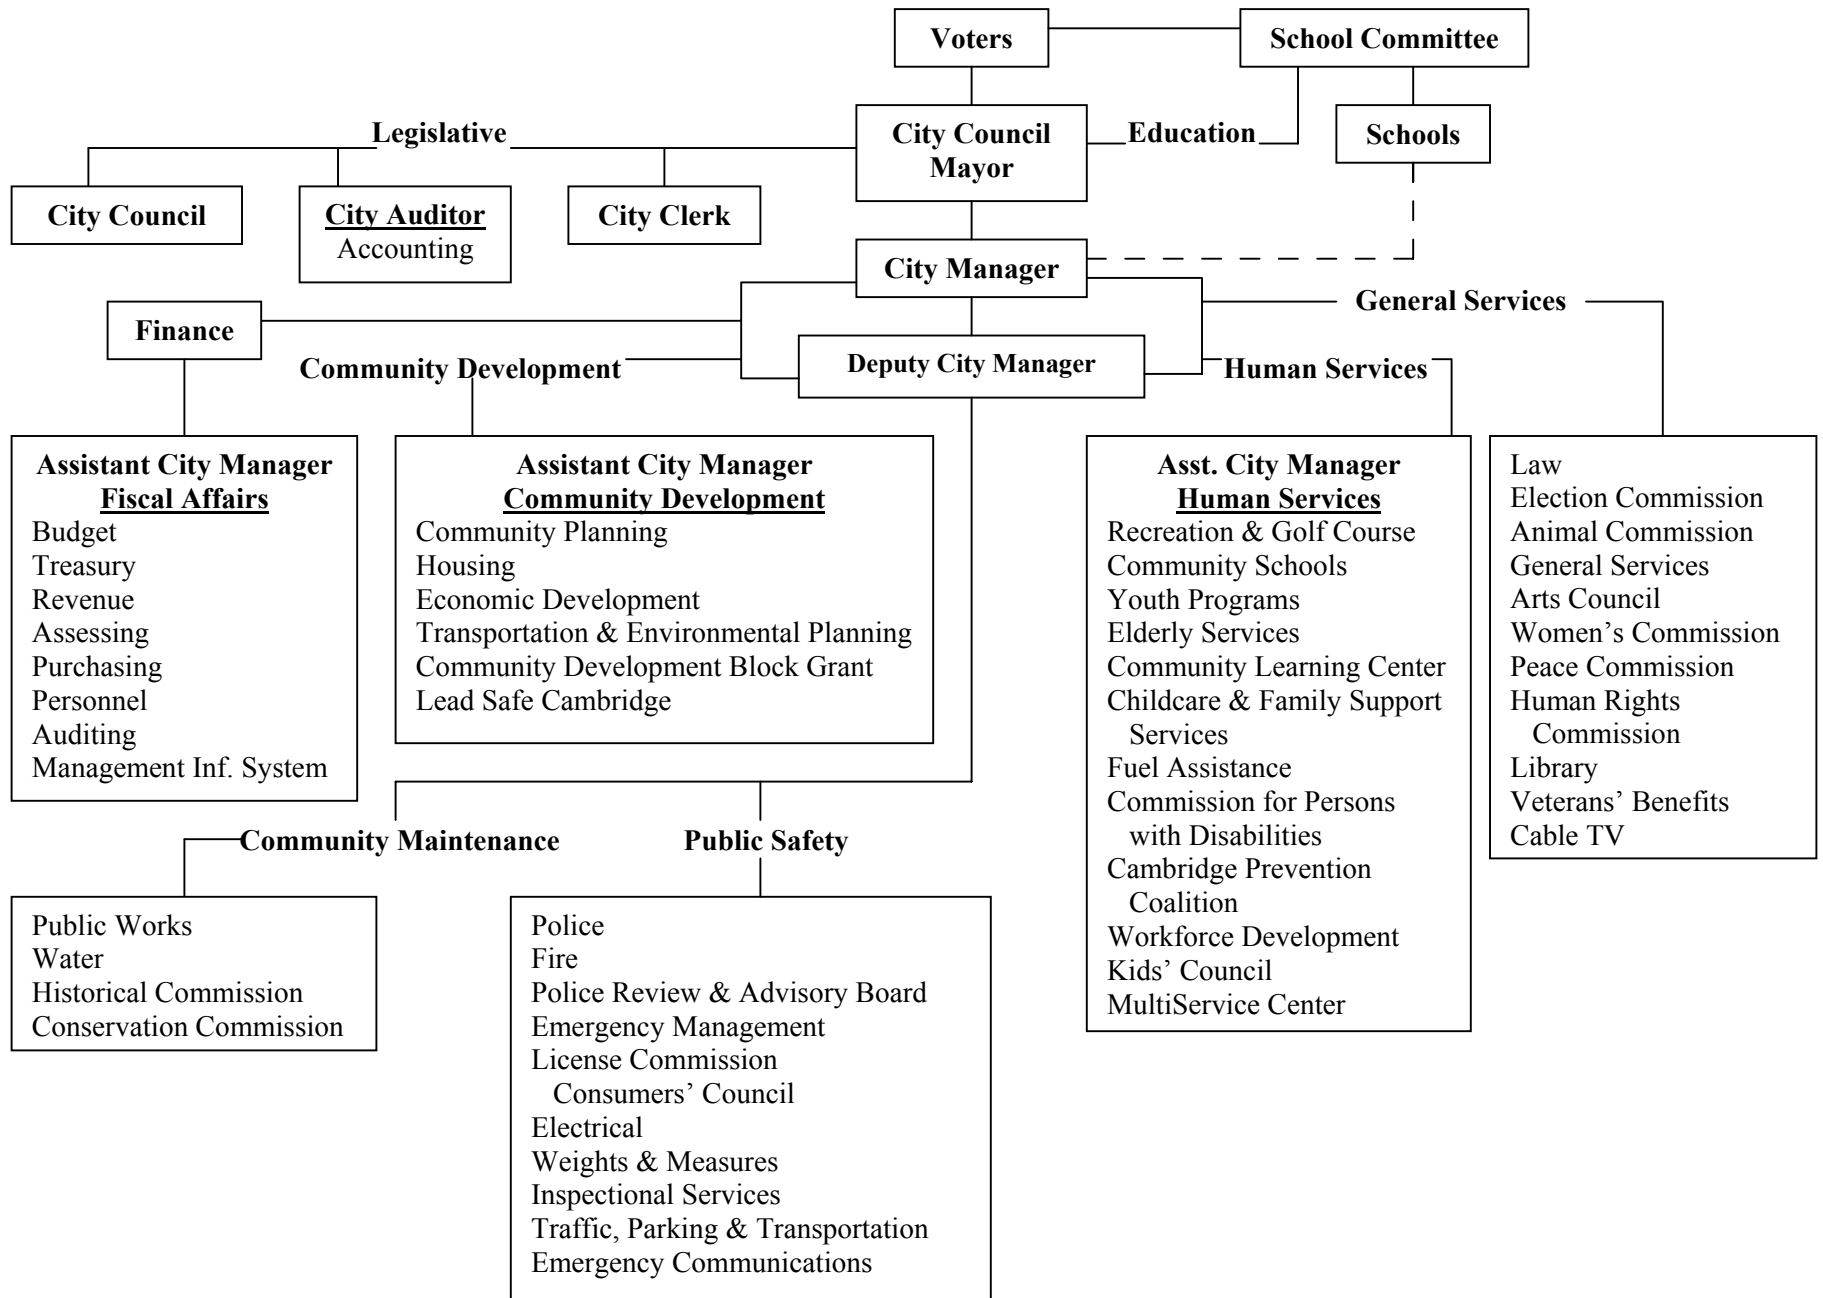 Voters
School Committee
Legislative
City Council
Mayor
Education
Schools
City Council
City Auditor
Accounting
City Clerk
City Manager
General Services
Finance
Community Development
Deputy City Manager
Human Services
Assistant City Manager
Fiscal Affairs
Budget
Treasury
Revenue
Assessing
Purchasing
Personnel
Auditing
Management Inf. System
Assistant City Manager
Community Development
Community Planning
Housing
Economic Development
Transportation & Environmental Planning
Community Development Block Grant
Lead Safe Cambridge
Asst. City Manager
Human Services
Recreation & Golf Course
Community Schools
Youth Programs
Elderly Services
Community Learning Center
Childcare & Family Support
Services
Fuel Assistance
Commission for Persons
with Disabilities
Cambridge Prevention
Coalition
Workforce Development
Kids’ Council
MultiService Center
Law
Election Commission
Animal Commission
General Services
Arts Council
Women’s Commission
Peace Commission
Human Rights
Commission
Library
Veterans’ Benefits
Cable TV
Community Maintenance
Public Safety
Public Works
Water
Historical Commission
Conservation Commission
Police
Fire
Police Review & Advisory Board
Emergency Management
License Commission
Consumers’ Council
Electrical
Weights & Measures
Inspectional Services
Traffic, Parking & Transportation
Emergency Communications